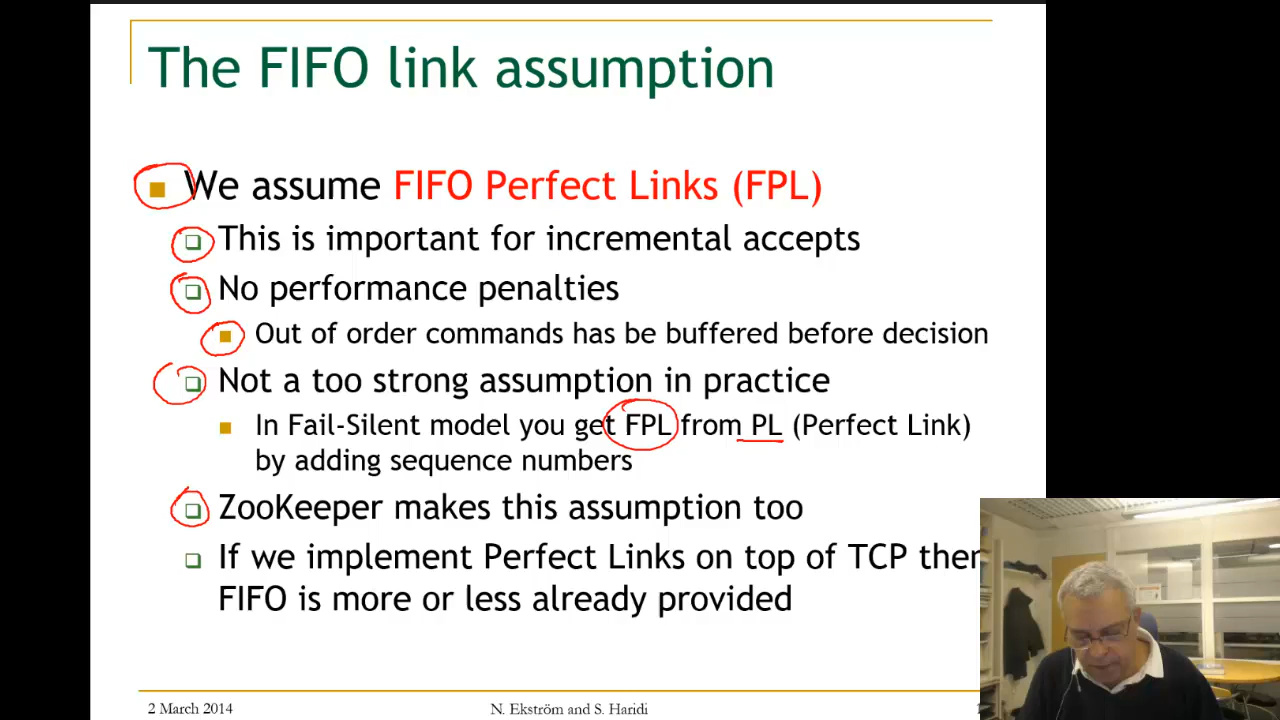 The FIFO link assumption
We assume FIFO Perfect Links (FPL)
This is important for incremental accepts
No performance penalties
Out of order commands has be buffered before decision
Not a too strong assumption in practice
In Fail-Silent model you get FPL from PL (Perfect Link)
by adding sequence numbers
ZooKeeper makes this assumption too
If we implement Perfect Links on top of TCP then
FIFO is more or less already provided
2 March 2014
N. Ekström and S. Haridi